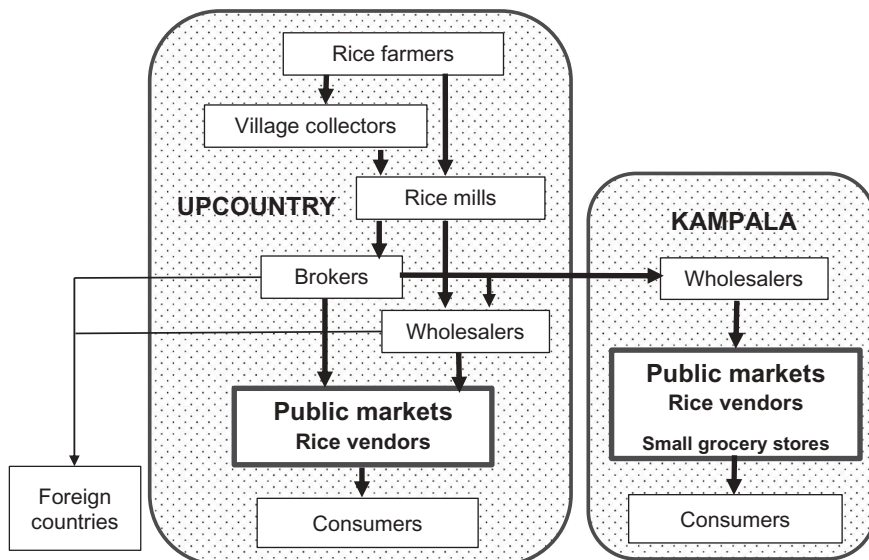 Rice farmers
Village collectors
UPCOUNTRY
Rice mills
KAMPALA
Brokers
Wholesalers
Wholesalers
Public markets
Rice vendors
Public markets
Rice vendors
Small grocery stores
Foreign
countries
Consumers
Consumers